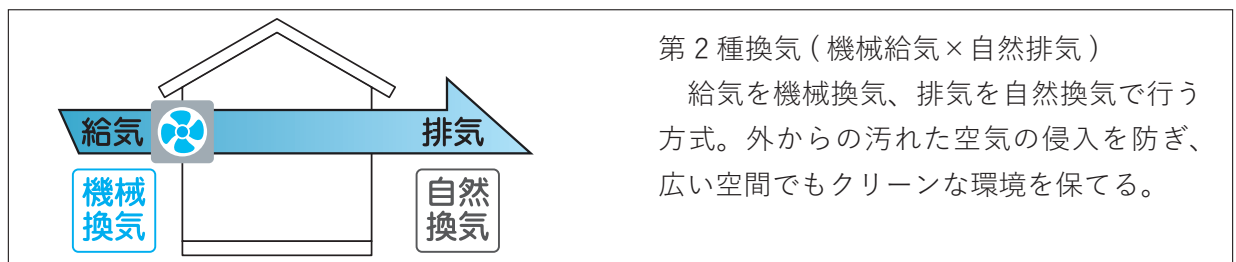 給気
排気
機械
換気
自然
換気
第2種換気(機械給気×自然排気)
　給気を機械換気、排気を自然換気で行う
方式。外からの汚れた空気の侵入を防ぎ、
広い空間でもクリーンな環境を保てる。